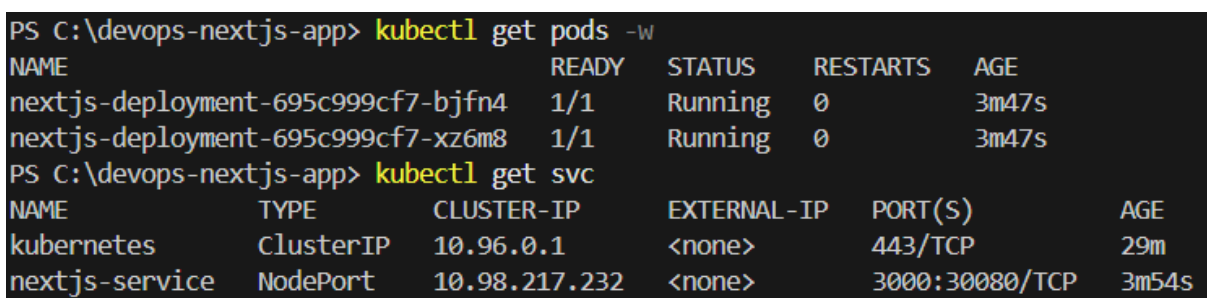 PS C:\devops-nextjs-app> kubectl get pods -w
NAME READY STATUS RESTARTS AGE
nextjs-deployment-695c999cf7-bjfn4 1/1 Running 0 3m47s
nextjs-deployment-695c999cf7-xz6m8 1/1 Running 0 3m47s
PS C:\devops-nextjs-app> kubectl get svc
NAME TYPE CLUSTER-IP EXTERNAL-IP PORT(S) AGE
kubernetes ClusterIP 10.96.0.1 <none> 443/TCP 29m
nextjs-service NodePort 10.98.217.232 <none> 3000:30080/TCP 3m54s